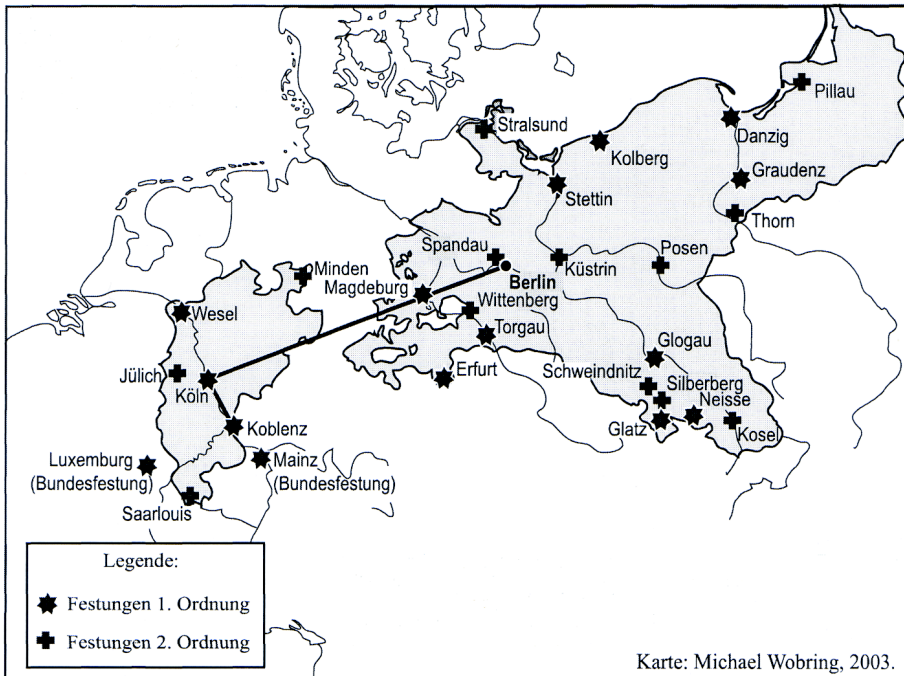 Pillau
Stralsund
Danzig
Kolberg
Graudenz
Stettin
Thorn
Spandau
Posen
Küstrin
Minden
Berlin
Magdeburg
Wittenberg
Wesel
Torgau
Glogau
Jülich
Erfurt
Schweindnitz
Silberberg
Köln
Neisse
Koblenz
Glatz
Kosel
Luxemburg
(Bundesfestung)
Mainz
(Bundesfestung)
Saarlouis
Legende:
Festungen 1. Ordnung
Festungen 2. Ordnung
Karte: Michael Wobring, 2003.